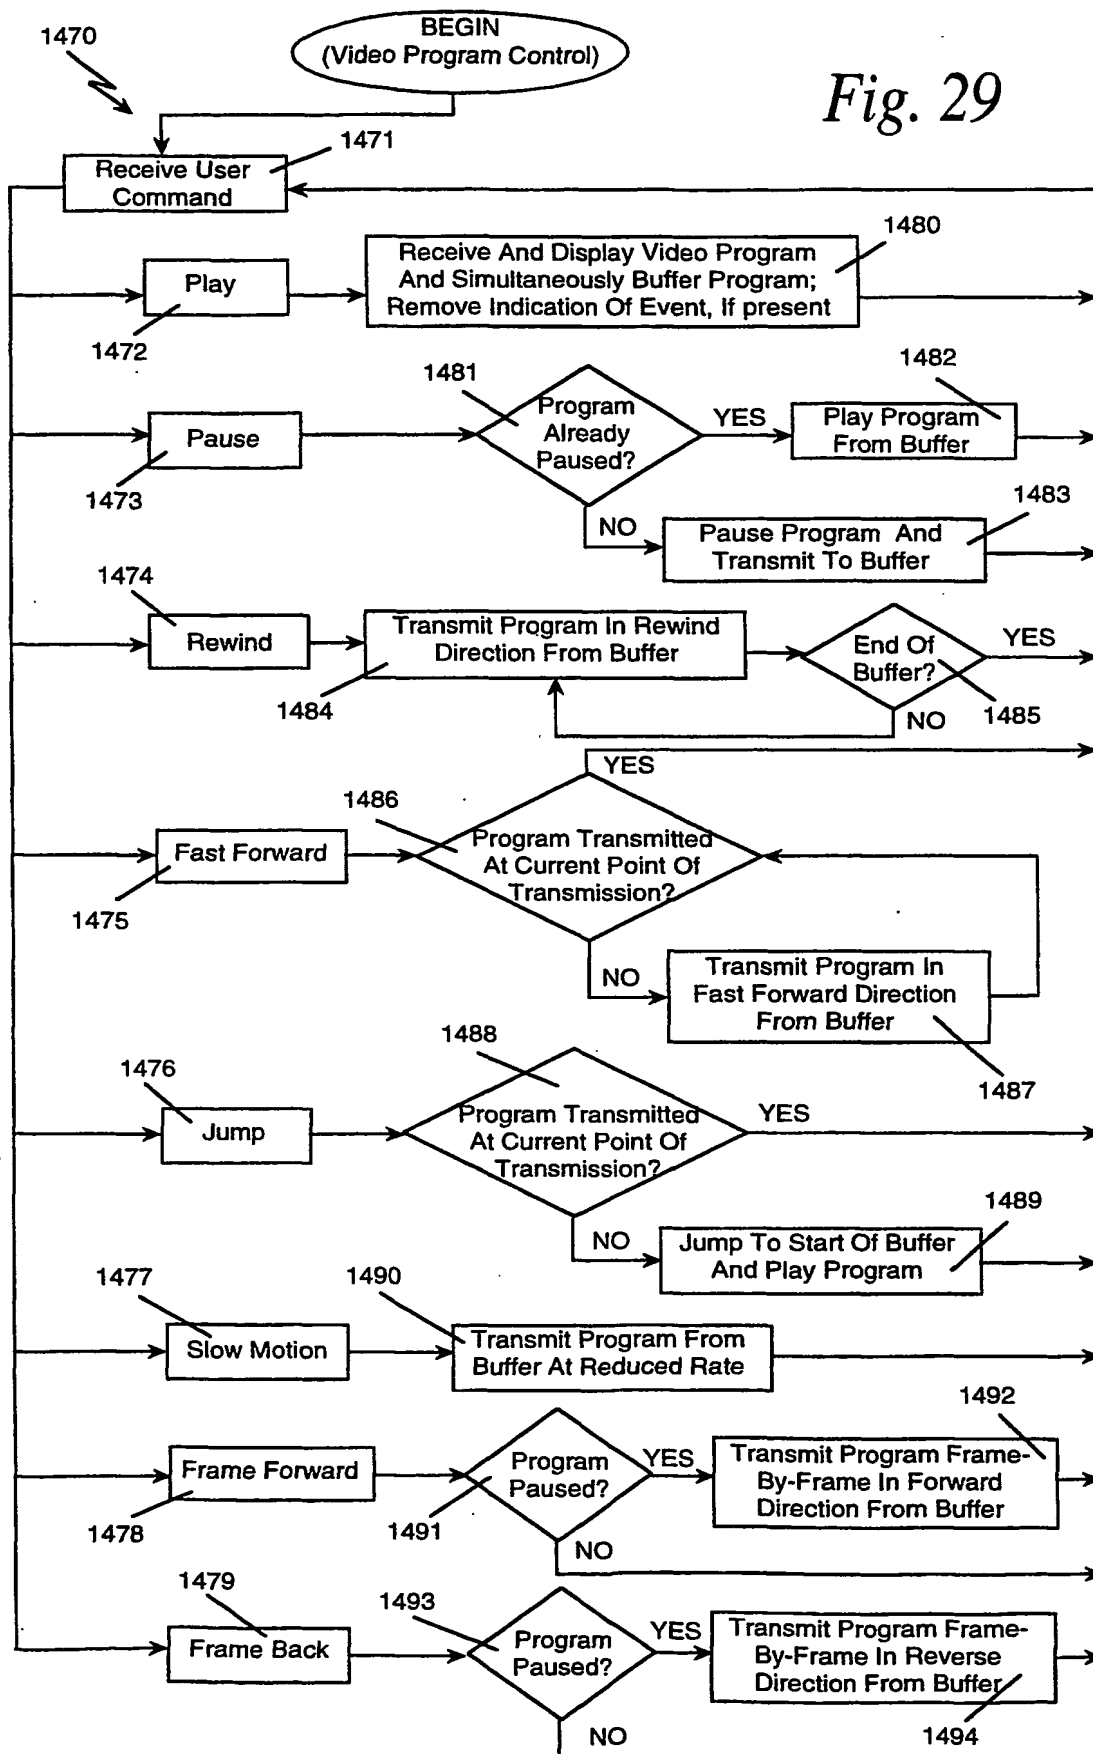 1470
BEGIN
(Video Program Control)
Fig. 29
1471
Receive User
Command
1480
Receive And Display Video Program
And Simultaneously Buffer Program;
Remove Indication Of Event, If present
Play
1472
1481
1482
Program
Already
Paused?
YES
Play Program
From Buffer
Pause
1473
1483
NO
Pause Program And
Transmit To Buffer
1474
Rewind
Transmit Program In Rewind
Direction From Buffer
1484
End Of
Buffer?
YES
1485
NO
YES
1486
Program Transmitted
At Current Point Of
Transmission?
Fast Forward
1475
NO
Transmit Program In
Fast Forward Direction
From Buffer
1487
1488
1476
Jump
Program Transmitted
At Current Point Of
Transmission?
YES
1489
NO
Jump To Start Of Buffer
And Play Program
1477
1490
Slow Motion
Transmit Program From
Buffer At Reduced Rate
1492
Frame Forward
1478
Program
Paused?
1491
YES
Transmit Program Frame-
By-Frame In Forward
Direction From Buffer
NO
1479
1493
Frame Back
Program
Paused?
YES
Transmit Program Frame-
By-Frame In Reverse
Direction From Buffer
1494
NO